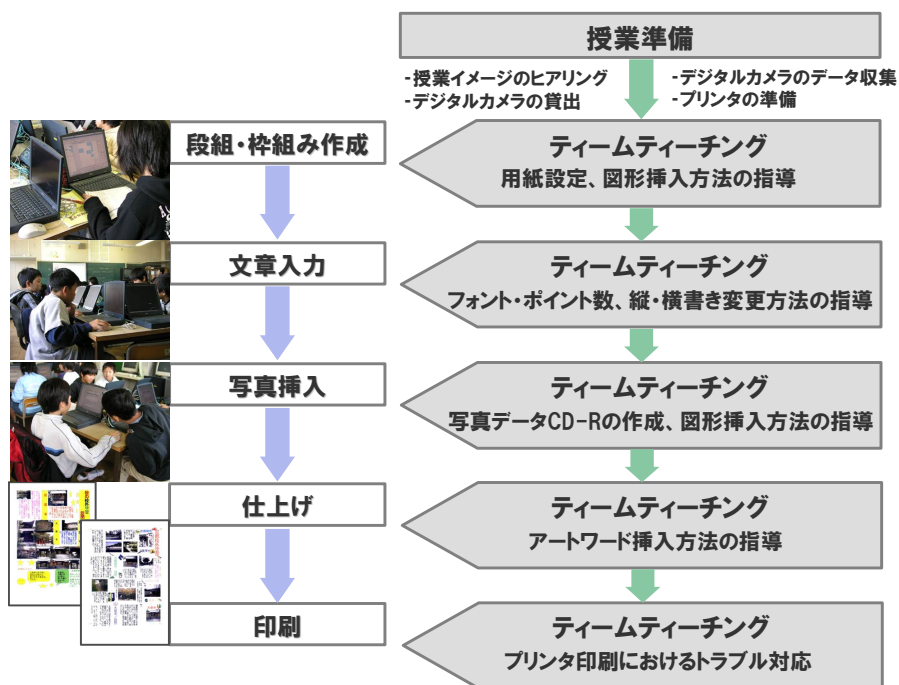 授業準備
-授業イメージのヒアリング
-デジタルカメラの貸出
-デジタルカメラのデータ収集
-プリンタの準備
段組・枠組み作成
ティームティーチング
用紙設定、図形挿入方法の指導
文章入力
ティームティーチング
フォント・ポイント数、縦・横書き変更方法の指導
写真挿入
ティームティーチング
写真データCD-Rの作成、図形挿入方法の指導
仕上げ
ティームティーチング
アートワード挿入方法の指導
印刷
ティームティーチング
プリンタ印刷におけるトラブル対応